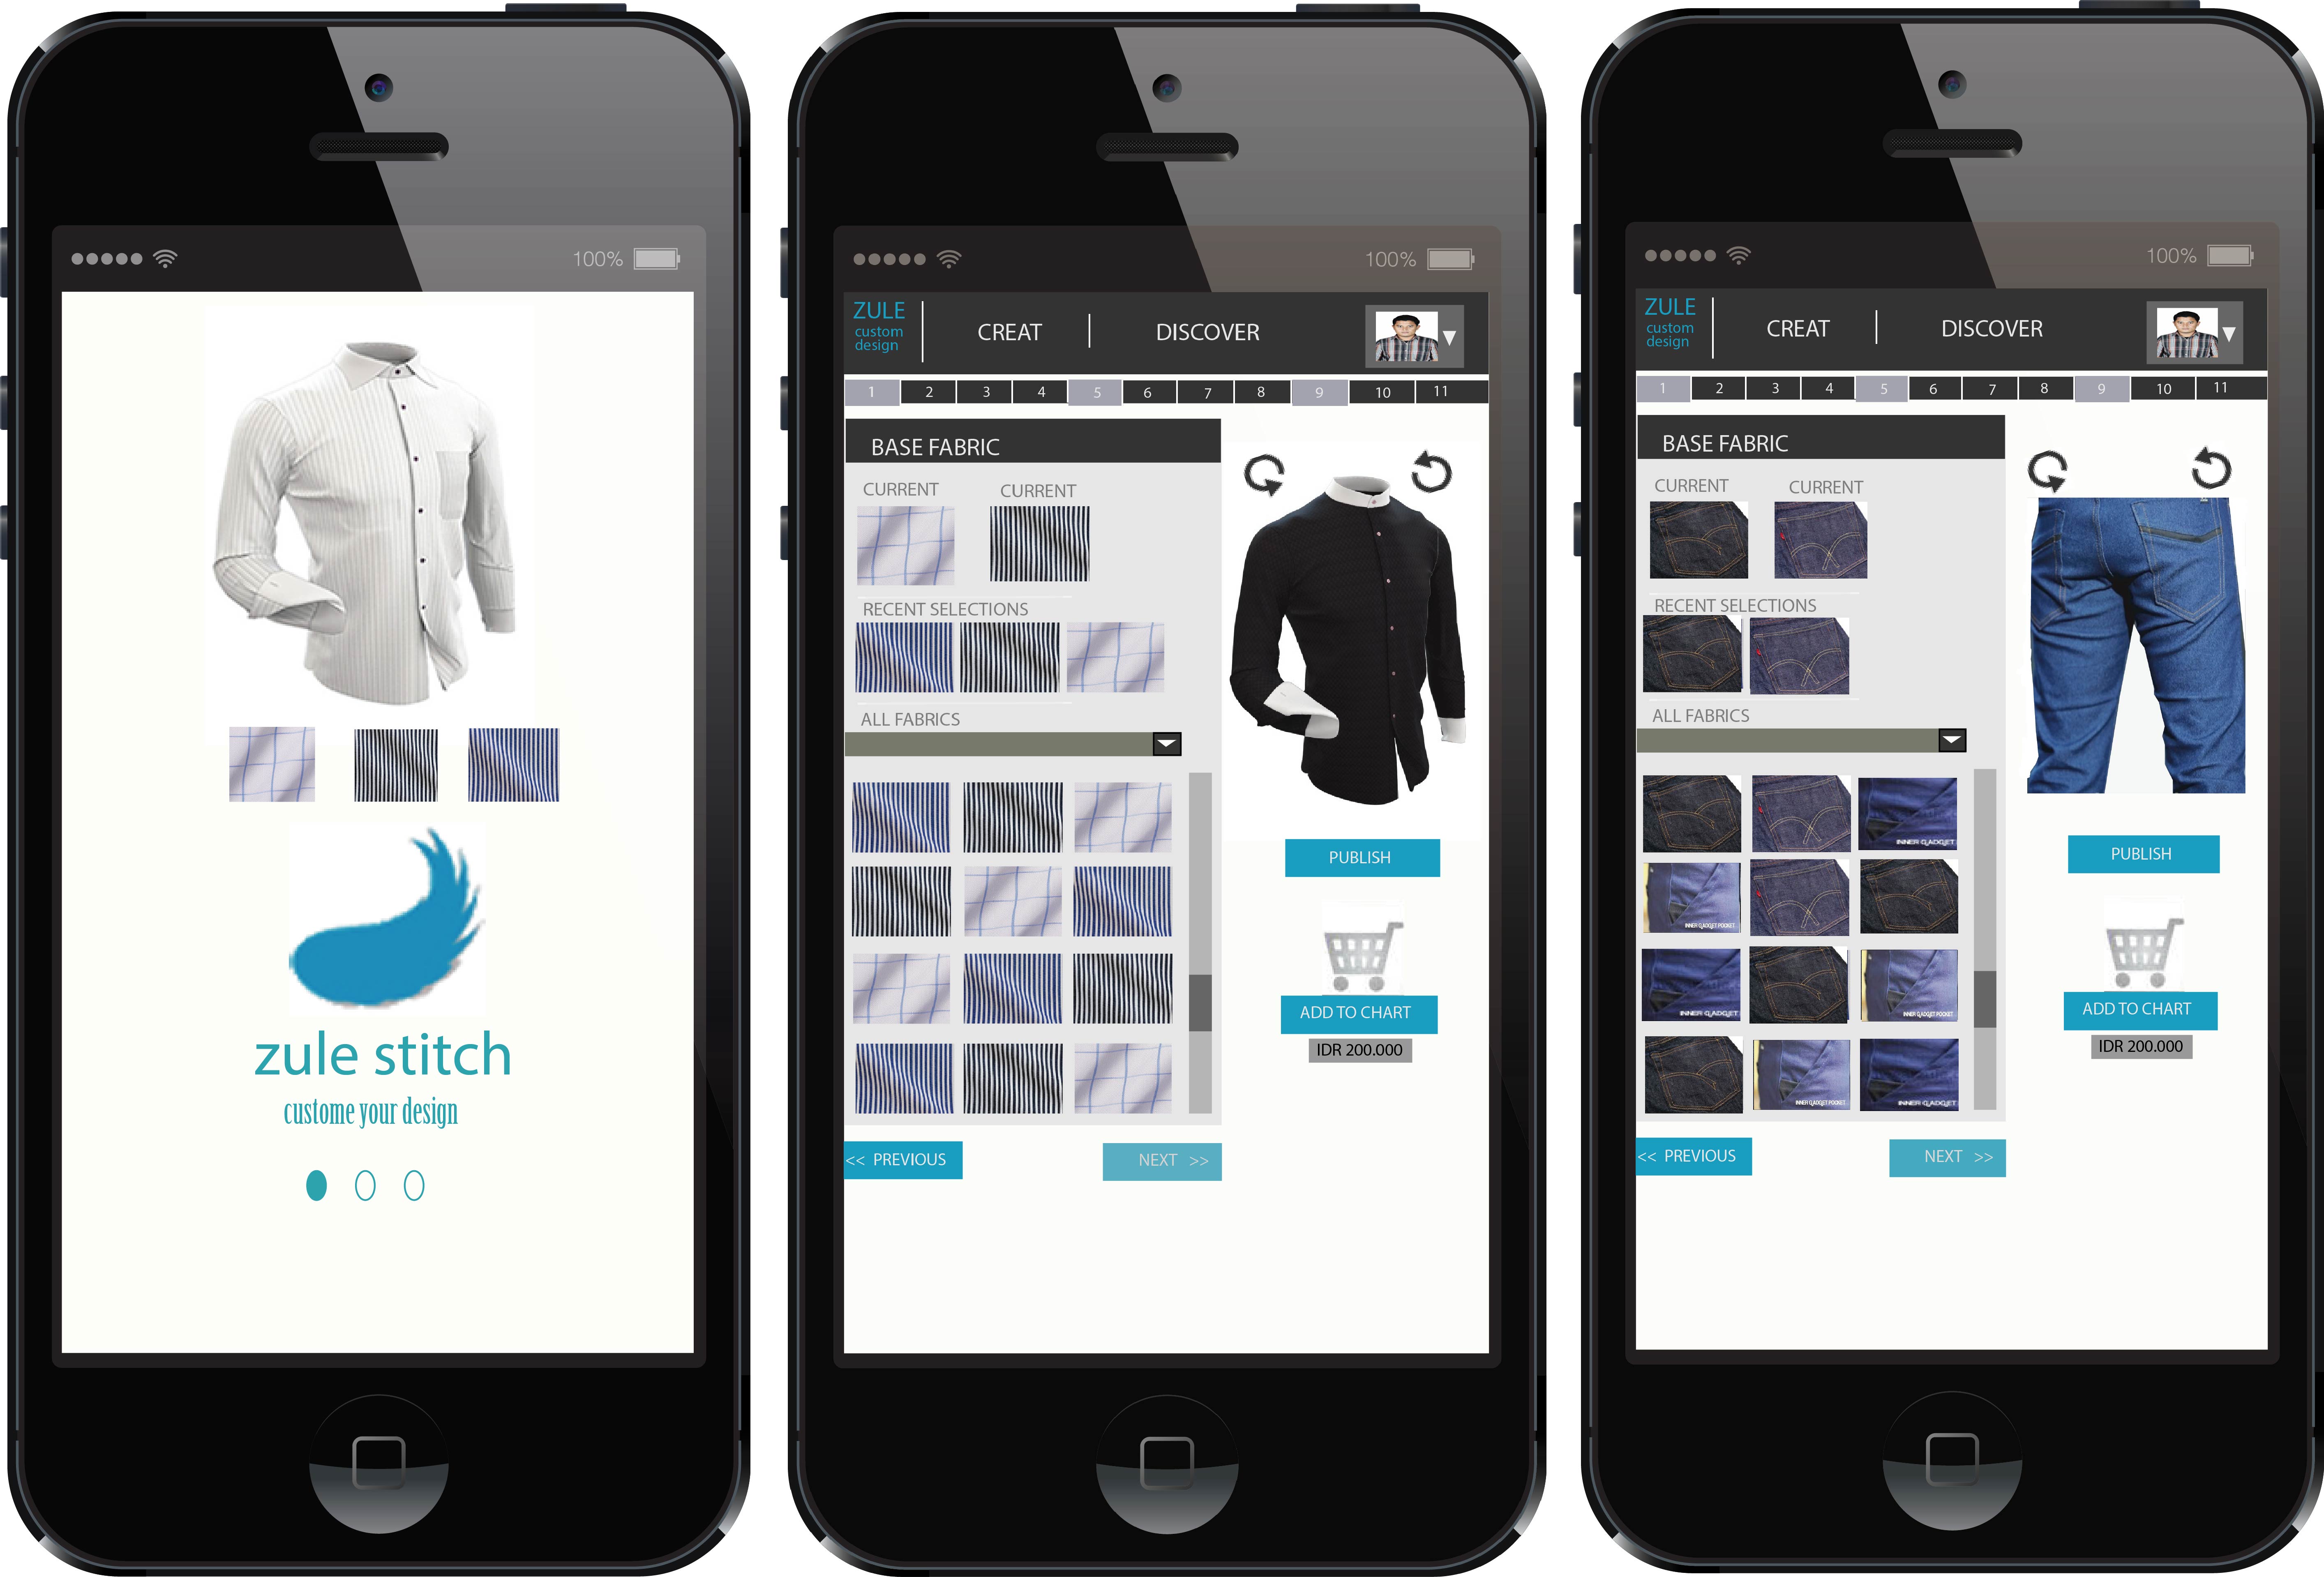 100%
zule stitch
custome your design
100%
ZULE
custom
design
CREAT
DISCOVER
1 2 3 4 5 6 7 8 9 10 11
BASE FABRIC
CURRENT CURRENT
RECENT SELECTIONS
ALL FABRICS
PUBLISH
ADD TO CHART
IDR 200.000
<< PREVIOUS
NEXT >>
100%
ZULE
custom
design
CREAT
DISCOVER
1 2 3 4 5 6 7 8 9 10 11
BASE FABRIC
CURRENT CURRENT
RECENT SELECTIONS
ALL FABRICS
INNER GADGET
INNER GADGET POCKET
INNER GADGET
INNER GADGET POCKET
INNER GADGET POCKET
INNER GADGET
PUBLISH
ADD TO CHART
IDR 200.000
<< PREVIOUS
NEXT >>